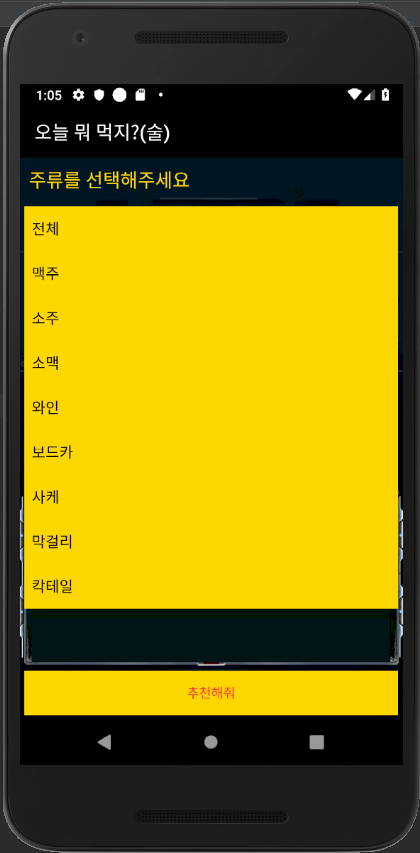 1:05
오늘 뭐 먹지?(술)
주류를 선택해주세요
전체
맥주
소주
소맥
와인
보드카
사케
막걸리
칵테일
추천해줘